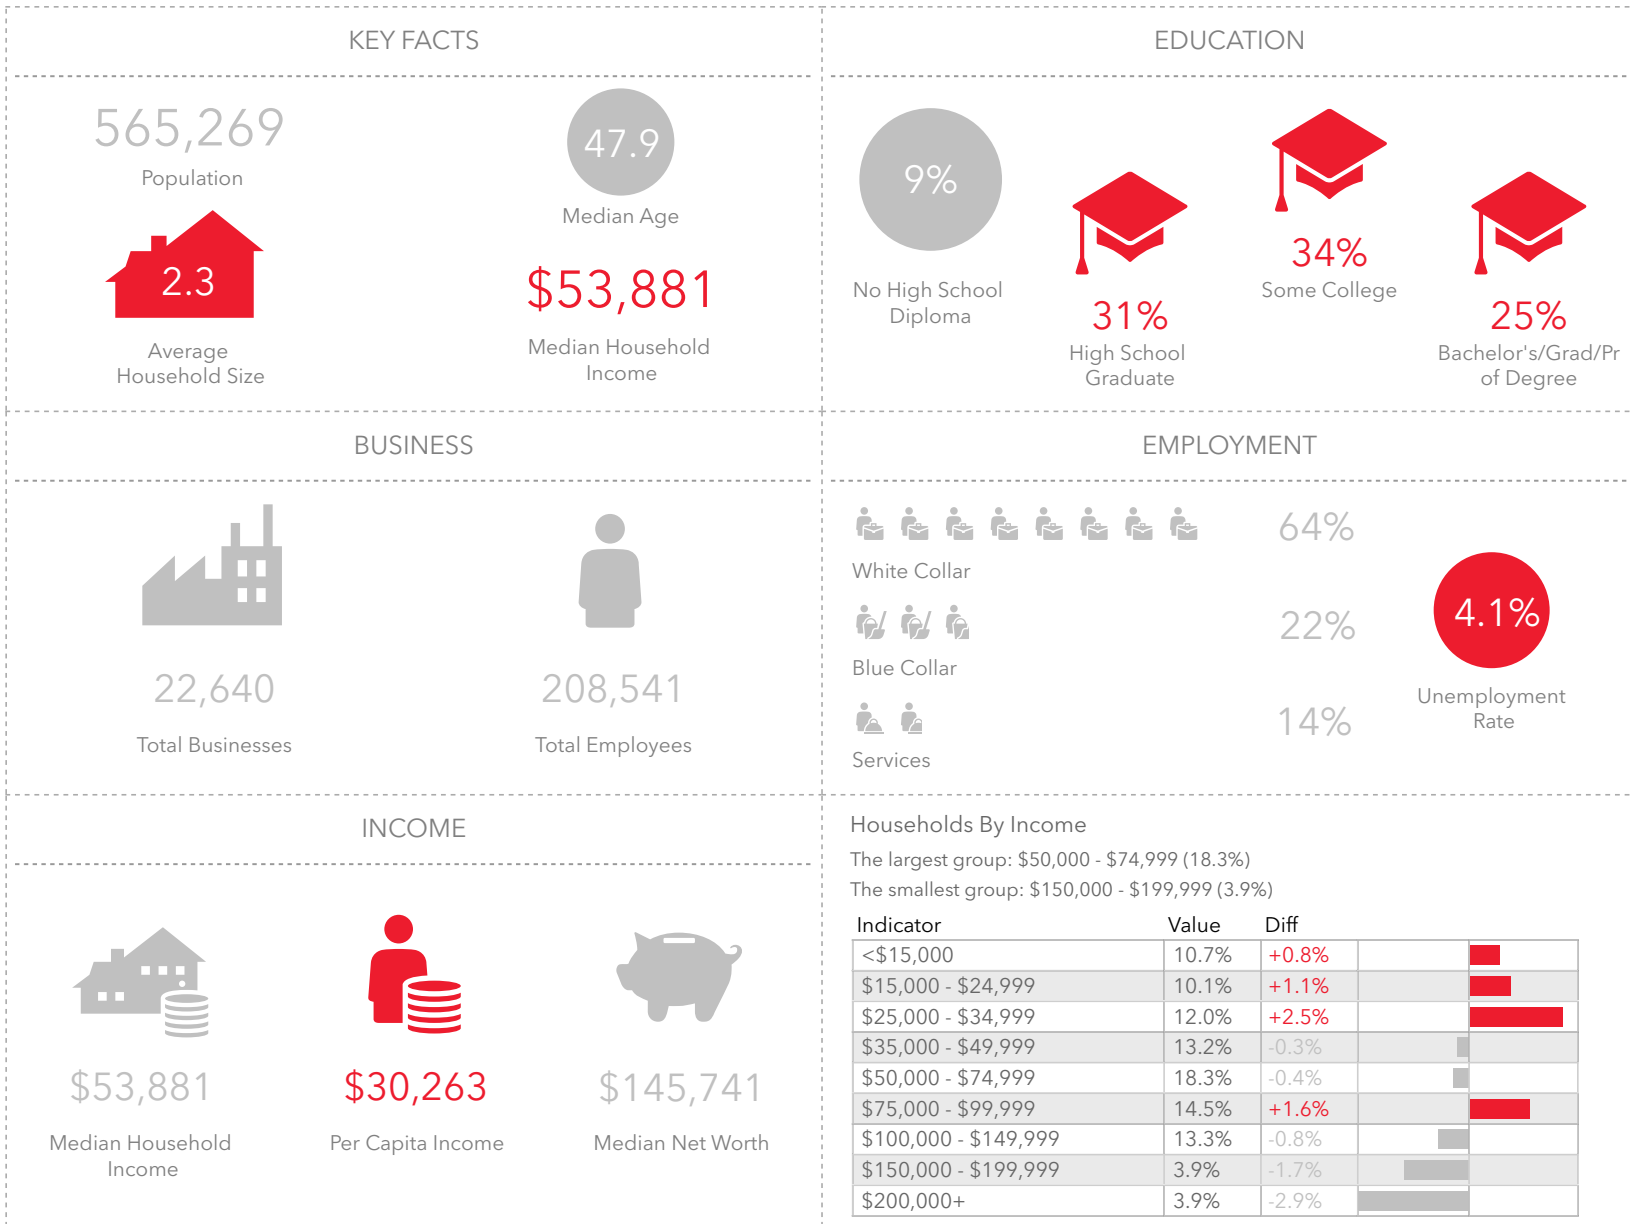 KEY FACTS
565,269
Population
47.9
Median Age
2.3
Average
Household Size
$53,881
Median Household
Income
EDUCATION
9%
No High School
Diploma
31%
High School
Graduate
34%
Some College
25%
Bachelor's/Grad/Pr
of Degree
BUSINESS
22,640
Total Businesses
208,541
Total Employees
EMPLOYMENT
64%
White Collar
22%
Blue Collar
14%
Services
4.1%
Unemployment
Rate
INCOME
$53,881
Median Household
Income
$30,263
Per Capita Income
$145,741
Median Net Worth
Households By Income
The largest group: $50,000 - $74,999 (18.3%)
The smallest group: $150,000 - $199,999 (3.9%)
Indicator Value Diff
<$15,000 10.7% +0.8%
$15,000 - $24,999 10.1% +1.1%
$25,000 - $34,999 12.0% +2.5%
$35,000 - $49,999 13.2% -0.3%
$50,000 - $74,999 18.3% -0.4%
$75,000 - $99,999 14.5% +1.6%
$100,000 - $149,999 13.3% -0.8%
$150,000 - $199,999 3.9% -1.7%
$200,000+ 3.9% -2.9%